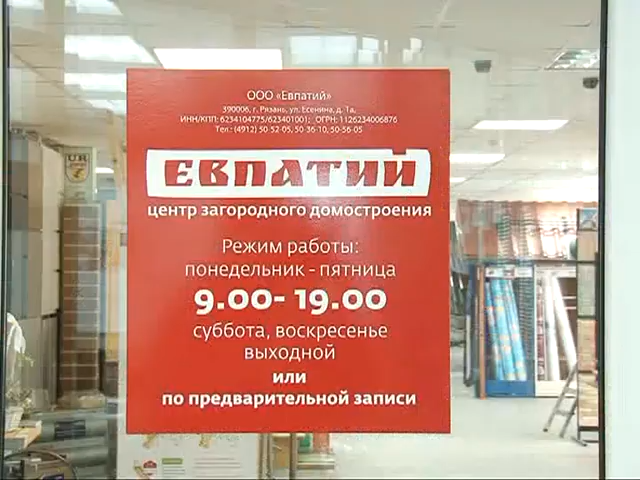 ООО «Евпатий»
390006, г. Рязань, ул. Есенина, д. 1а,
ИНН/КПП: 6234104775/623401001; ОГРН: 1126234006876
Тел.: (4912) 50-52-05, 50-36-10, 50-56-05
ЕВПАТИЙ
центр загородного домостроения
Режим работы:
понедельник - пятница
9.00- 19.00
суббота, воскресенье
выходной
или
по предварительной записи